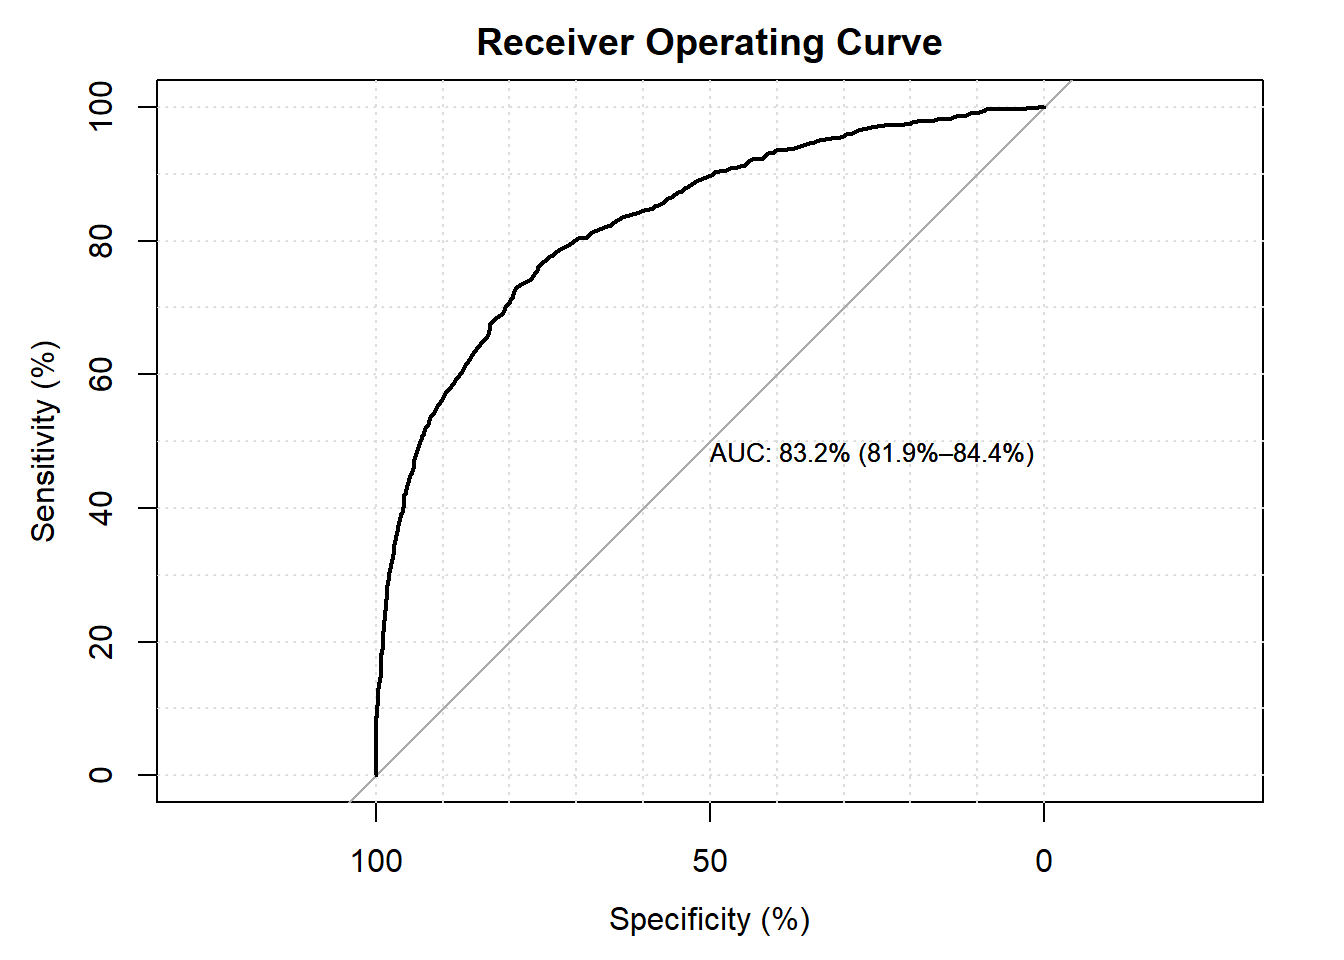 Receiver Operating Curve
100
80
60
40
20
0
Sensitivity (%)
AUC: 83.2% (81.9%–84.4%)
100 50 0
Specificity (%)